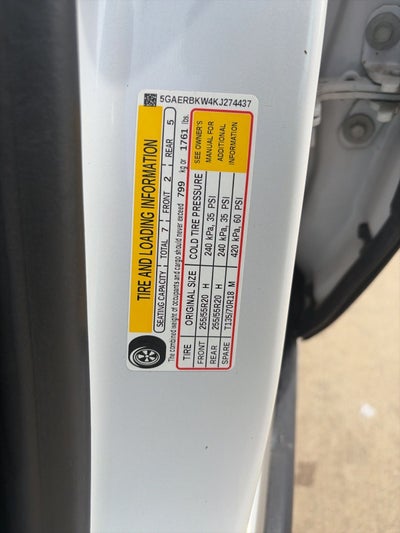 5GAERBKW4KJ274437
TIRE AND LOADING INFORMATION
SEATING CAPACITY TOTAL 7 FRONT 2 REAR 5
The combined weight of occupants and cargo should never exceed 799 kg or 1761 lbs.
TIRE ORIGINAL SIZE COLD TIRE PRESSURE
FRONT 255/55R20 H 240 kPa, 35 PSI
REAR 255/55R20 H 240 kPa, 35 PSI
SPARE T135/70R18 M 420 kPa, 60 PSI
SEE OWNER'S
MANUAL FOR
ADDITIONAL
INFORMATION